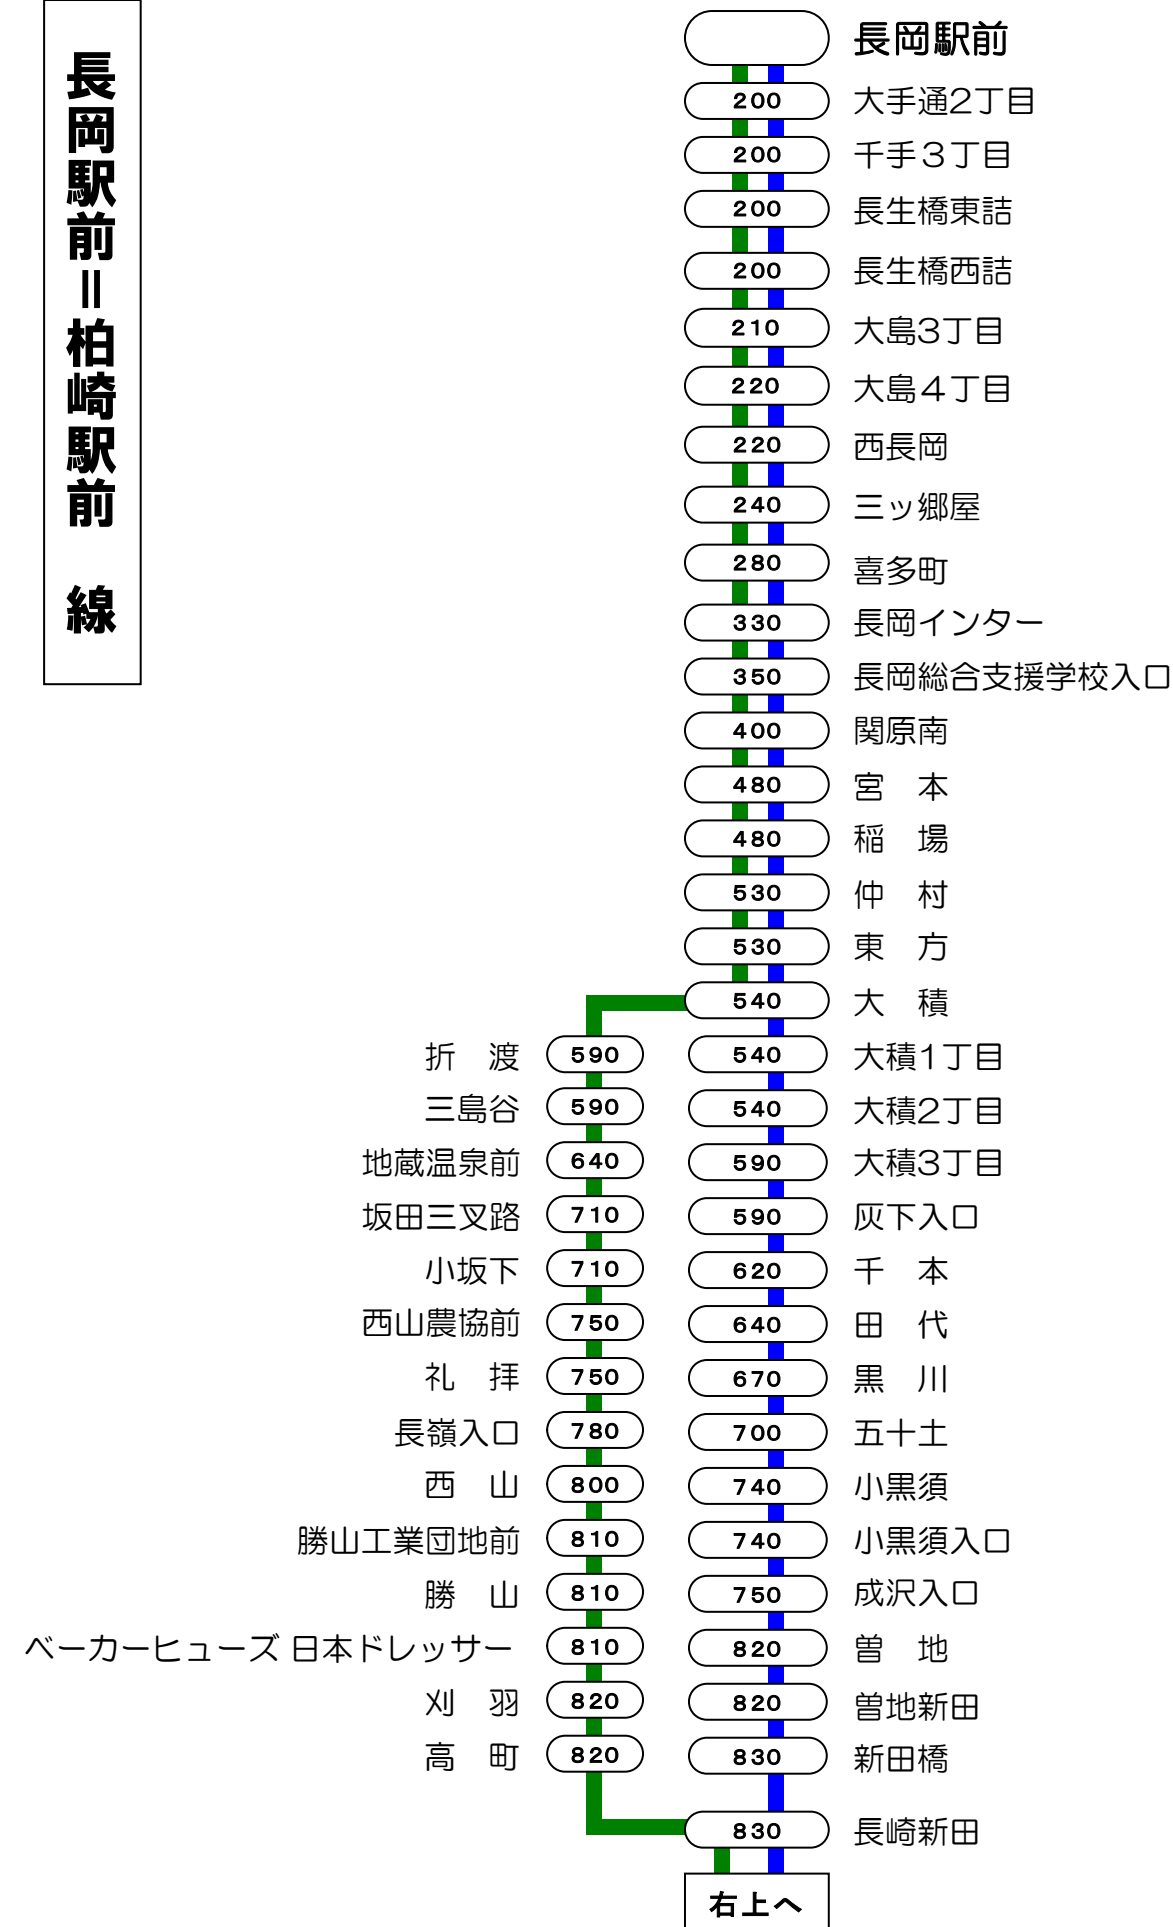 長岡駅前＝柏崎駅前　線
長岡駅前
200 大手通2丁目
200 千手３丁目
200 長生橋東詰
200 長生橋西詰
210 大島3丁目
220 大島４丁目
220 西長岡
240 三ッ郷屋
280 喜多町
330 長岡インター
350 長岡総合支援学校入口
400 関原南
480 宮　本
480 稲　場
530 仲　村
530 東　方
540 大　積
折　渡 590 540 大積1丁目
三島谷 590 540 大積2丁目
地蔵温泉前 640 590 大積3丁目
坂田三叉路 710 590 灰下入口
小坂下 710 620 千　本
西山農協前 750 640 田　代
礼　拝 750 670 黒　川
長嶺入口 780 700 五十土
西　山 800 740 小黒須
勝山工業団地前 810 740 小黒須入口
勝　山 810 750 成沢入口
ベーカーヒューズ 日本ドレッサー 810 820 曽　地
刈　羽 820 820 曽地新田
高　町 820 830 新田橋
830 長崎新田
右上へ